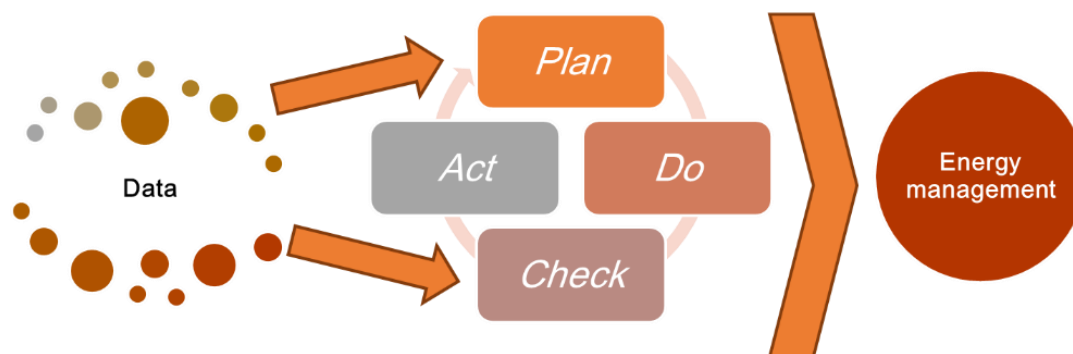 Data
Plan
Do
Check
Act
Energy
management